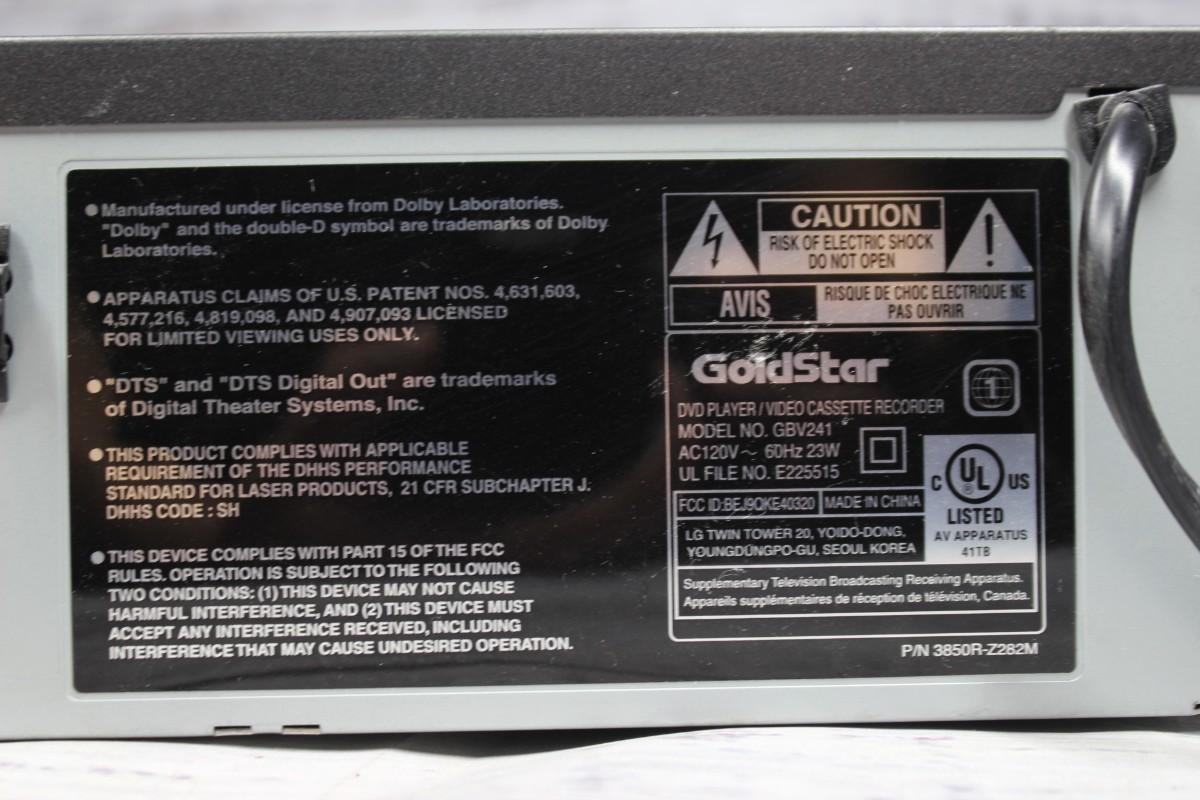 ● Manufactured under license from Dolby Laboratories.
"Dolby" and the double-D symbol are trademarks of Dolby
Laboratories.
● APPARATUS CLAIMS OF U.S. PATENT NOS. 4,631,603,
4,577,216, 4,819,098, AND 4,907,093 LICENSED
FOR LIMITED VIEWING USES ONLY.
● "DTS" and "DTS Digital Out" are trademarks
of Digital Theater Systems, Inc.
● THIS PRODUCT COMPLIES WITH APPLICABLE
REQUIREMENT OF THE DHHS PERFORMANCE
STANDARD FOR LASER PRODUCTS, 21 CFR SUBCHAPTER J.
DHHS CODE : SH
● THIS DEVICE COMPLIES WITH PART 15 OF THE FCC
RULES. OPERATION IS SUBJECT TO THE FOLLOWING
TWO CONDITIONS: (1) THIS DEVICE MAY NOT CAUSE
HARMFUL INTERFERENCE, AND (2) THIS DEVICE MUST
ACCEPT ANY INTERFERENCE RECEIVED, INCLUDING
INTERFERENCE THAT MAY CAUSE UNDESIRED OPERATION.
CAUTION
RISK OF ELECTRIC SHOCK
DO NOT OPEN
AVIS
RISQUE DE CHOC ELECTRIQUE NE
PAS OUVRIR
GoldStar
1
DVD PLAYER / VIDEO CASSETTE RECORDER
MODEL NO. GBV241
AC120V ~ 60Hz 23W
UL FILE NO. E225515
C UL US
LISTED
AV APPARATUS
41TB
FCC ID:BEJ9QKE40320 MADE IN CHINA
LG TWIN TOWER 20, YOIDO-DONG,
YOUNGDUNGPO-GU, SEOUL KOREA
Supplementary Television Broadcasting Receiving Apparatus.
Appareils supplémentaires de réception de télévision, Canada.
P/N 3850R-Z282M